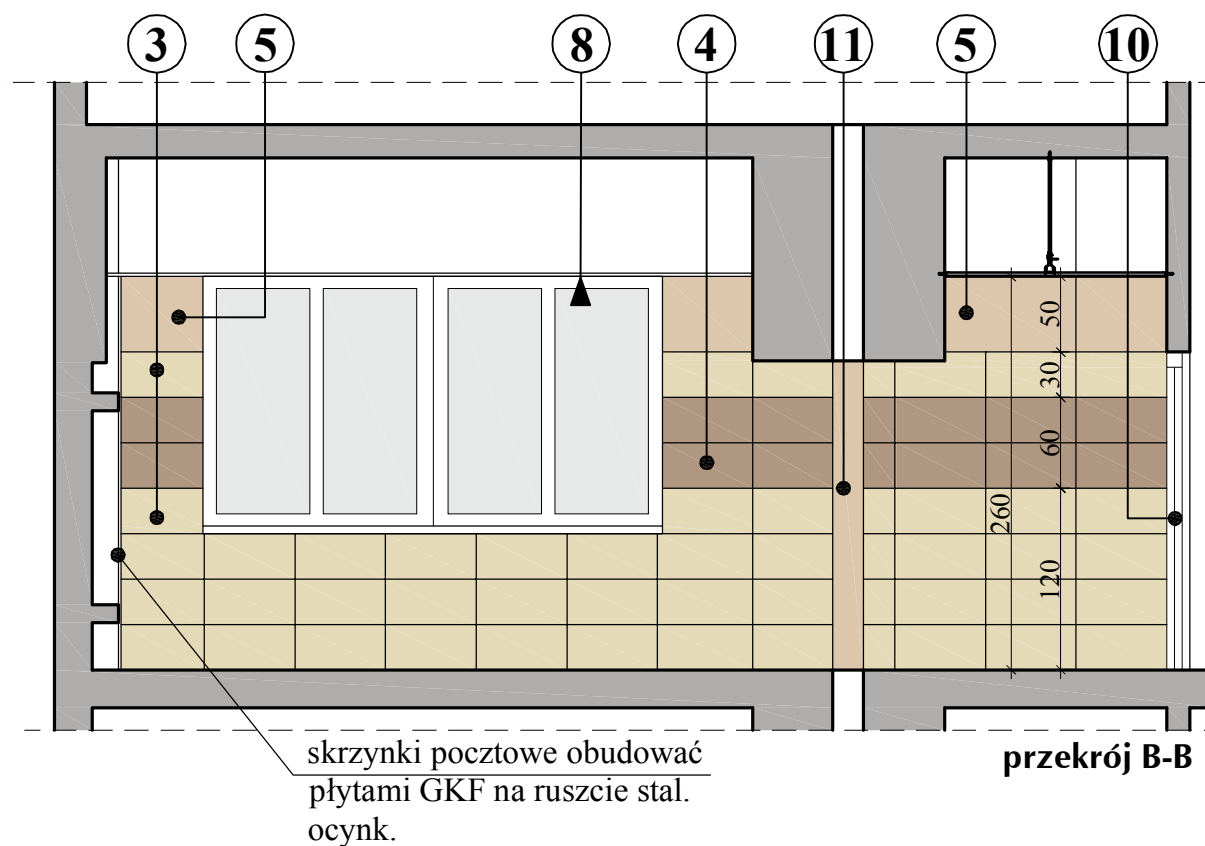 3 5 8 4 11 5 10
50
30
60
260
120
skrzynki pocztowe obudować
płytami GKF na ruszcie stal.
ocynk.
przekrój B-B